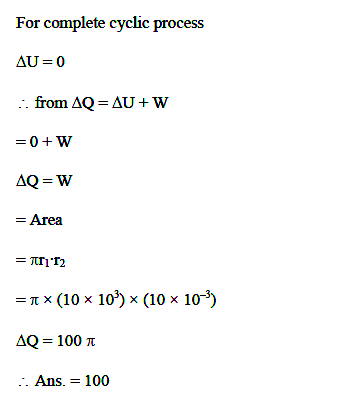 For complete cyclic process
ΔU = 0
∴ from ΔQ = ΔU + W
= 0 + W
ΔQ = W
= Area
= πr₁·r₂
= π × (10 × 10³) × (10 × 10⁻³)
ΔQ = 100 π
∴ Ans. = 100